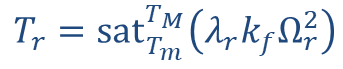 T_r = sat_{T_m}^{T_M}(λ_r k_f Ω_r^2)